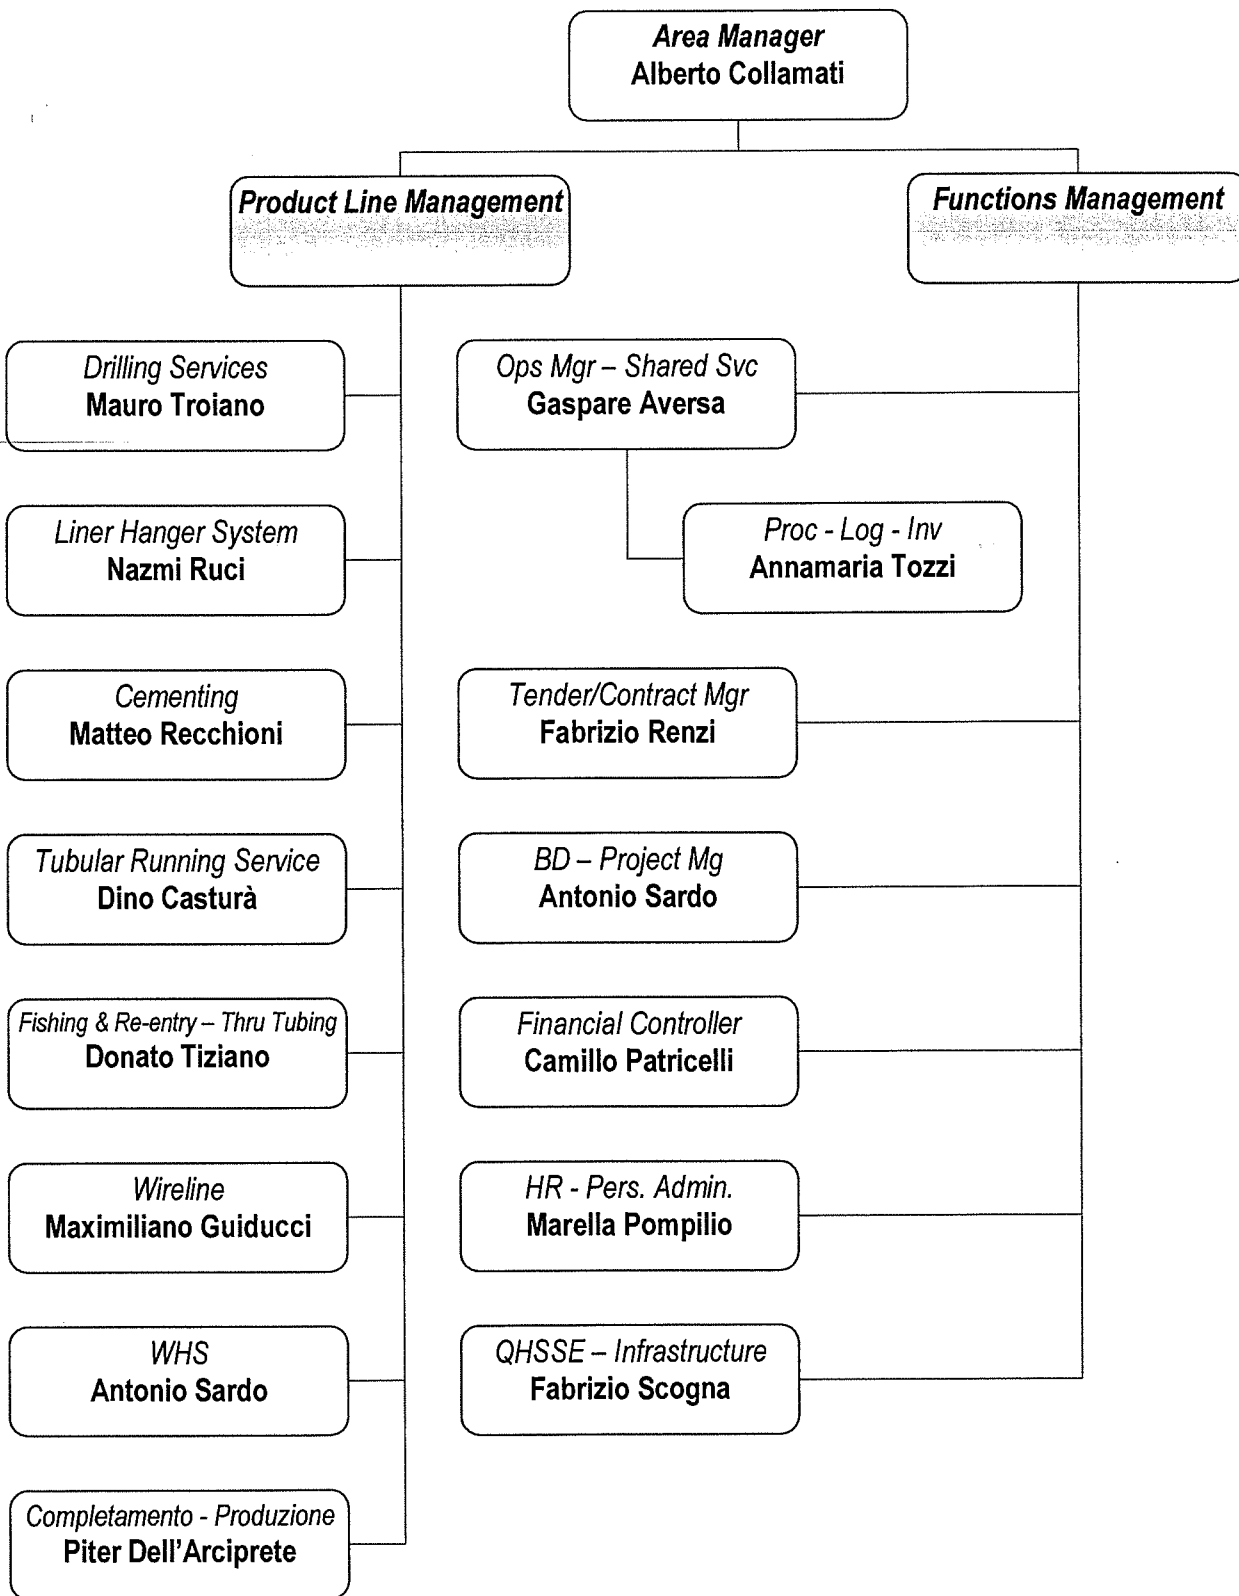 Area Manager
Alberto Collamati
Product Line Management
Functions Management
Drilling Services
Mauro Troiano
Ops Mgr – Shared Svc
Gaspare Aversa
Liner Hanger System
Nazmi Ruci
Proc - Log - Inv
Annamaria Tozzi
Cementing
Matteo Recchioni
Tender/Contract Mgr
Fabrizio Renzi
Tubular Running Service
Dino Casturà
BD – Project Mg
Antonio Sardo
Fishing & Re-entry – Thru Tubing
Donato Tiziano
Financial Controller
Camillo Patricelli
Wireline
Maximiliano Guiducci
HR - Pers. Admin.
Marella Pompilio
WHS
Antonio Sardo
QHSSE – Infrastructure
Fabrizio Scogna
Completamento - Produzione
Piter Dell'Arciprete